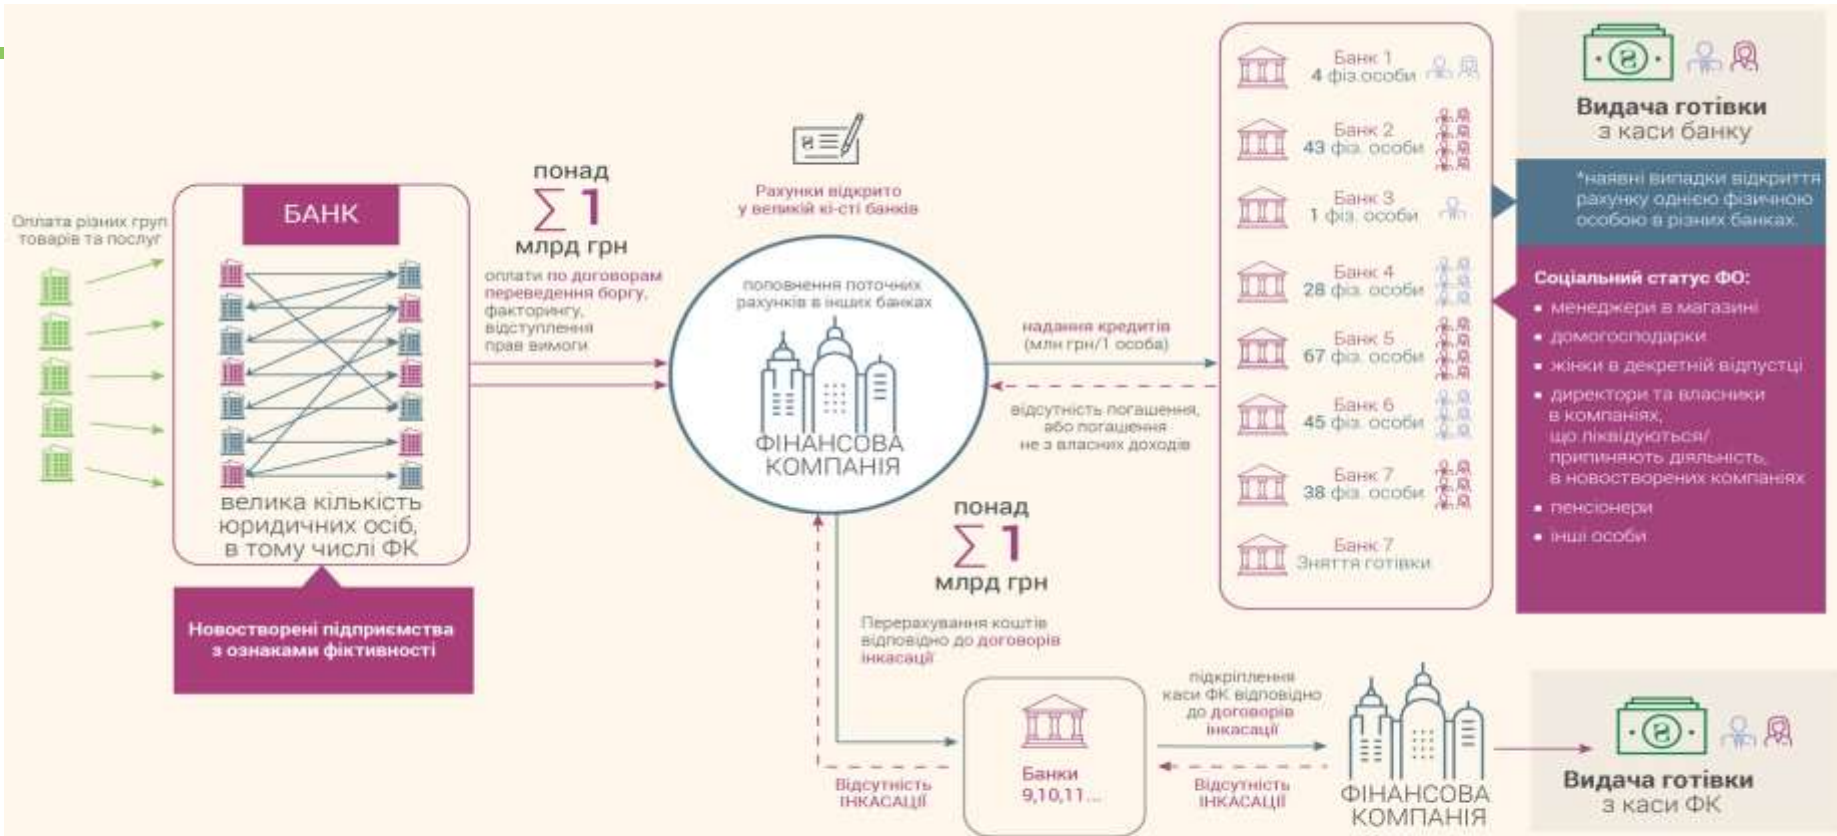 Оплата різних груп
товарів та послуг
БАНК
велика кількість
юридичних осіб,
в тому числі ФК
Новостворені підприємства
з ознаками фіктивності
понад
∑ 1
млрд грн
оплати по договорам
переведення боргу,
факторингу,
відступлення
прав вимоги
Рахунки відкрито
у великій кі-сті банків
поповнення поточних
рахунків в інших банках
ФІНАНСОВА
КОМПАНІЯ
надання кредитів
(млн грн/1 особа)
відсутність погашення,
або погашення
не з власних доходів
понад
∑ 1
млрд грн
Перерахування коштів
відповідно до договорів
інкасації
Відсутність
ІНКАСАЦІЇ
Банки
9,10,11...
підкріплення
каси ФК відповідно
до договорів
інкасації
Відсутність
ІНКАСАЦІЇ
ФІНАНСОВА
КОМПАНІЯ
Банк 1
4 фіз.особи
Банк 2
43 фіз. особи
Банк 3
1 фіз. особи
Банк 4
28 фіз. особи
Банк 5
67 фіз. особи
Банк 6
45 фіз. особи
Банк 7
38 фіз. особи
Банк 7
Зняття готівки
Видача готівки
з каси банку
*наявні випадки відкриття
рахунку однією фізичною
особою в різних банках.
Соціальний статус ФО:
▪ менеджери в магазині
▪ домогосподарки
▪ жінки в декретній відпустці
▪ директори та власники
в компаніях,
що ліквідуються/
припиняють діяльність,
в новостворених компаніях
▪ пенсіонери
▪ інші особи
Видача готівки
з каси ФК